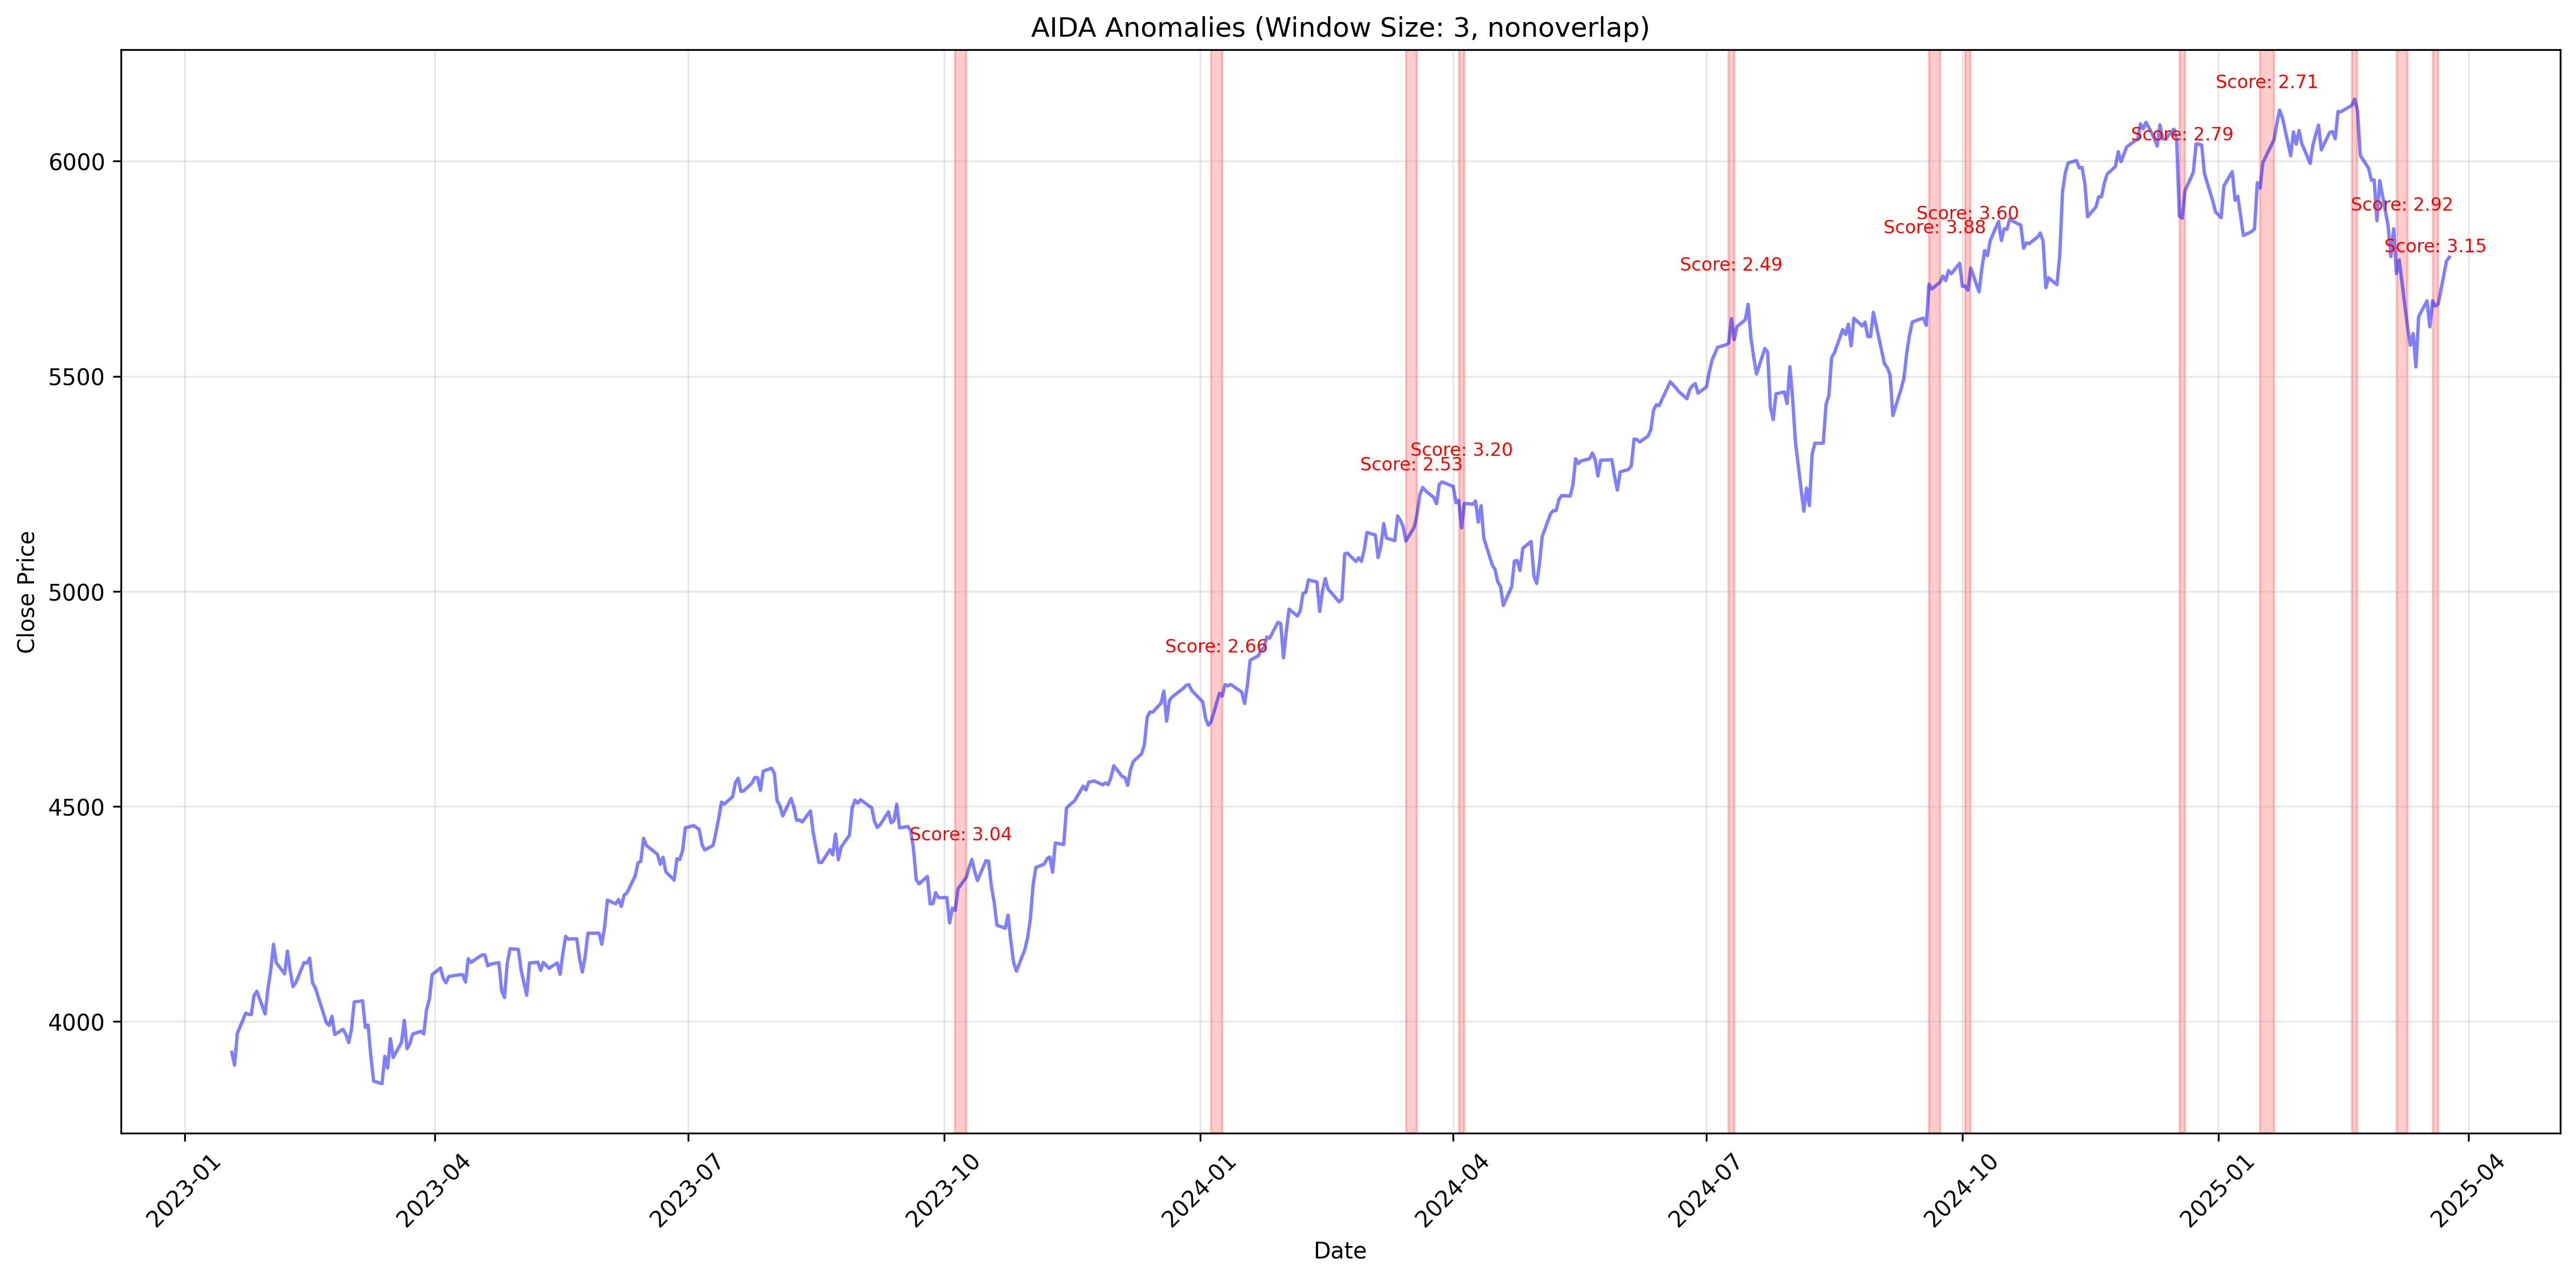 AIDA Anomalies (Window Size: 3, nonoverlap)
Close Price
6000
5500
5000
4500
4000
Score: 3.04
Score: 2.66
Score: 2.53
Score: 3.20
Score: 2.49
Score: 3.88
Score: 3.60
Score: 2.79
Score: 2.71
Score: 2.92
Score: 3.15
2023-01
2023-04
2023-07
2023-10
2024-01
2024-04
2024-07
2024-10
2025-01
2025-04
Date